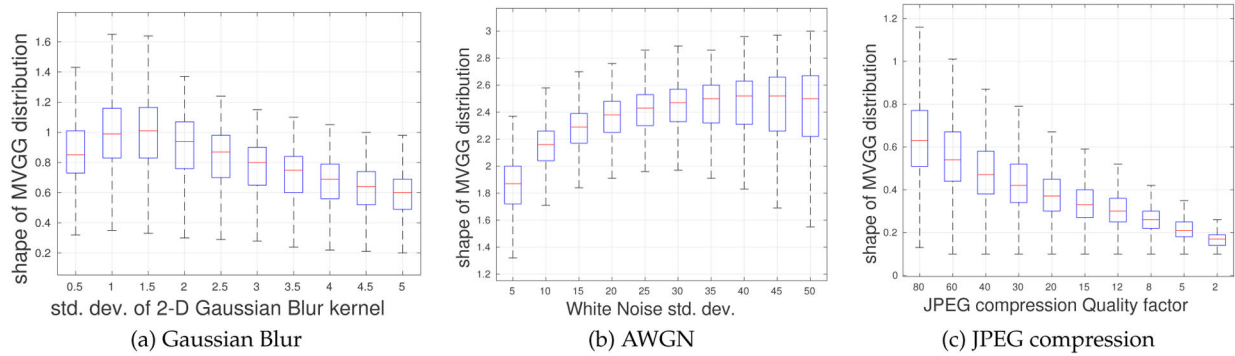 shape of MVGG distribution
1.6
1.4
1.2
1
0.8
0.6
0.4
0.2
0.5 1 1.5 2 2.5 3 3.5 4 4.5 5
std. dev. of 2-D Gaussian Blur kernel
(a) Gaussian Blur
shape of MVGG distribution
3
2.8
2.6
2.4
2.2
2
1.8
1.6
1.4
1.2
5 10 15 20 25 30 35 40 45 50
White Noise std. dev.
(b) AWGN
shape of MVGG distribution
1.2
1
0.8
0.6
0.4
0.2
0
80 60 40 30 20 15 12 8 5 2
JPEG compression Quality factor
(c) JPEG compression